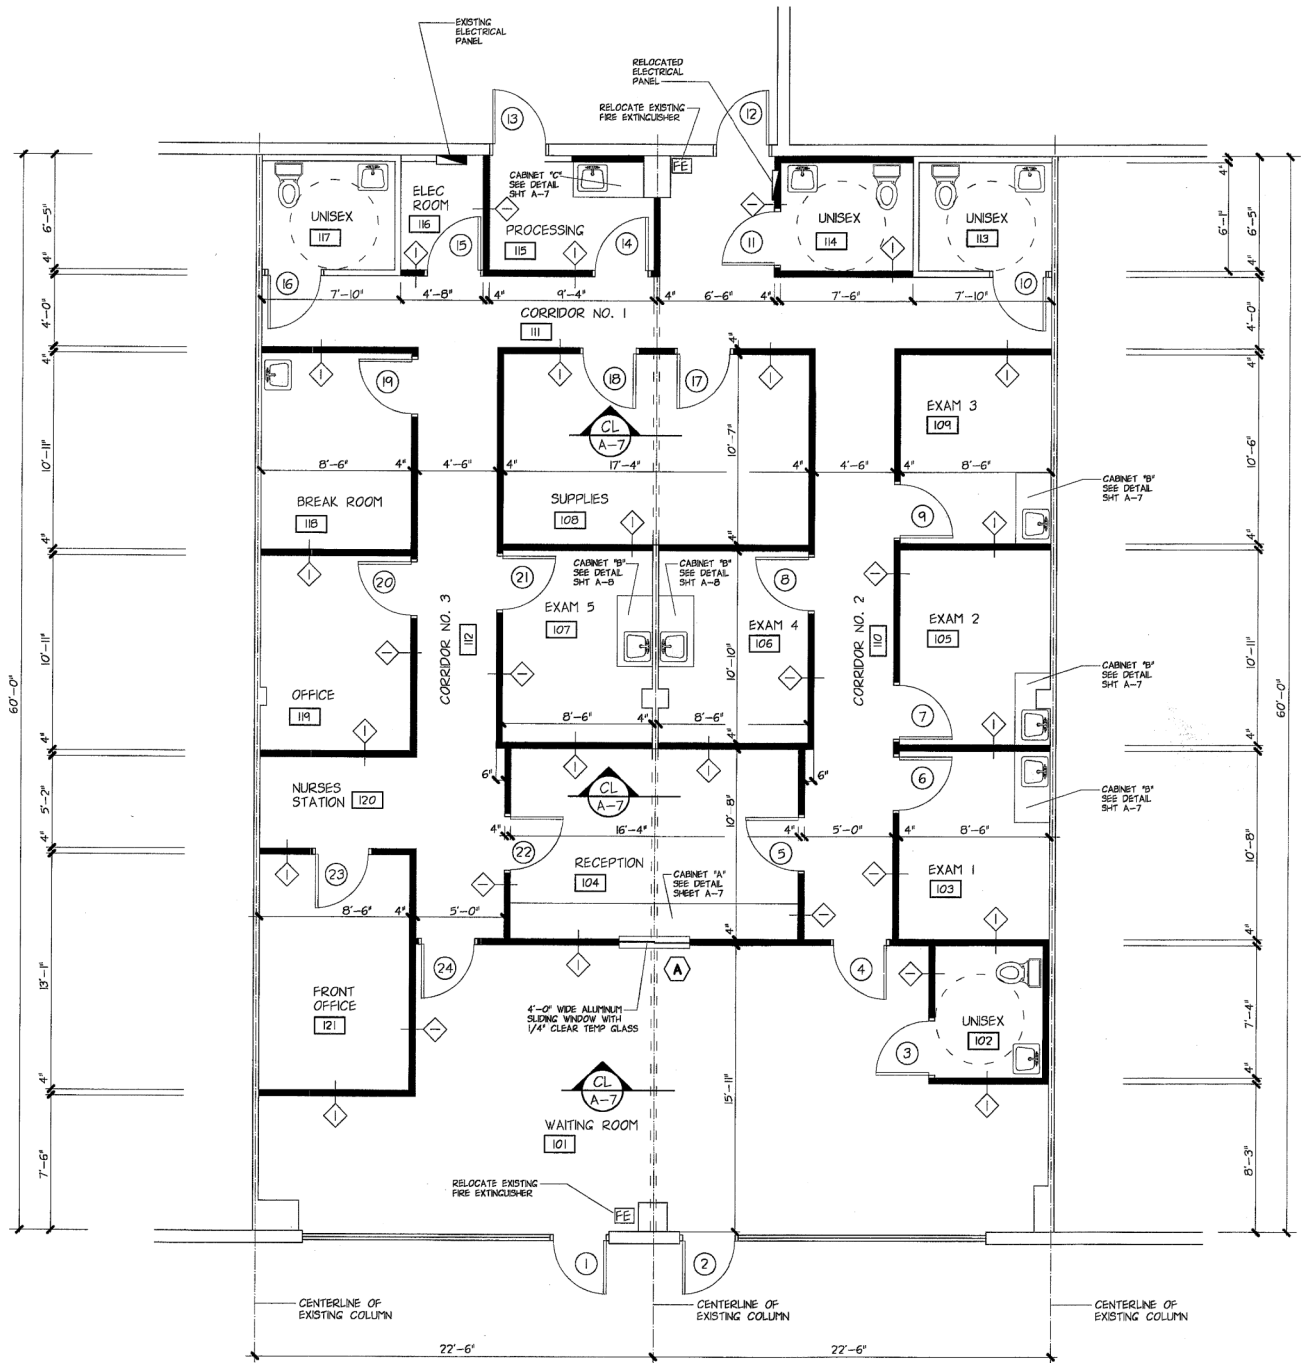 EXISTING
ELECTRICAL
PANEL
RELOCATED
ELECTRICAL
PANEL
RELOCATE EXISTING
FIRE EXTINGUISHER
13
12
FE
CABINET "C"
SEE DETAIL
SHT A-7
UNISEX
117
ELEC
ROOM
116
PROCESSING
115
UNISEX
114
UNISEX
113
15
14
11
16
10
6'-5"
4"
4"
6'-1"
6'-5"
4"
7'-10"
4'-8"
4"
9'-4"
4"
6'-6"
4"
7'-6"
7'-10"
CORRIDOR NO. 1
111
4'-0"
4'-0"
4"
4"
4"
19
18
17
CL
A-7
EXAM 3
109
10'-11"
10'-7"
10'-6"
8'-6"
4"
4'-6"
4"
17'-4"
4"
4'-6"
4"
8'-6"
BREAK ROOM
118
SUPPLIES
108
9
CABINET "B"
SEE DETAIL
SHT A-7
4"
4"
4"
20
21
8
CABINET "B"
SEE DETAIL
SHT A-8
CABINET "B"
SEE DETAIL
SHT A-8
EXAM 5
107
EXAM 4
106
EXAM 2
105
CORRIDOR NO. 3
112
CORRIDOR NO. 2
110
10'-11"
10'-10"
10'-11"
60'-0"
60'-0"
OFFICE
119
CABINET "B"
SEE DETAIL
SHT A-7
7
8'-6"
4"
8'-6"
4"
4"
4"
6"
6"
6
NURSES
STATION
120
CL
A-7
CABINET "B"
SEE DETAIL
SHT A-7
5'-2"
10'-8"
10'-8"
4"
4"
16'-4"
4"
5'-0"
4"
8'-6"
22
5
23
RECEPTION
104
CABINET "A"
SEE DETAIL
SHEET A-7
EXAM 1
103
8'-6"
4"
5'-0"
4"
4"
24
A
4
13'-1"
FRONT
OFFICE
121
4'-0" WIDE ALUMINUM
SLIDING WINDOW WITH
1/4" CLEAR TEMP GLASS
UNISEX
102
3
7'-4"
4"
4"
CL
A-7
15'-11"
WAITING ROOM
101
7'-6"
8'-3"
RELOCATE EXISTING
FIRE EXTINGUISHER
FE
1
2
CENTERLINE OF
EXISTING COLUMN
CENTERLINE OF
EXISTING COLUMN
CENTERLINE OF
EXISTING COLUMN
22'-6"
22'-6"